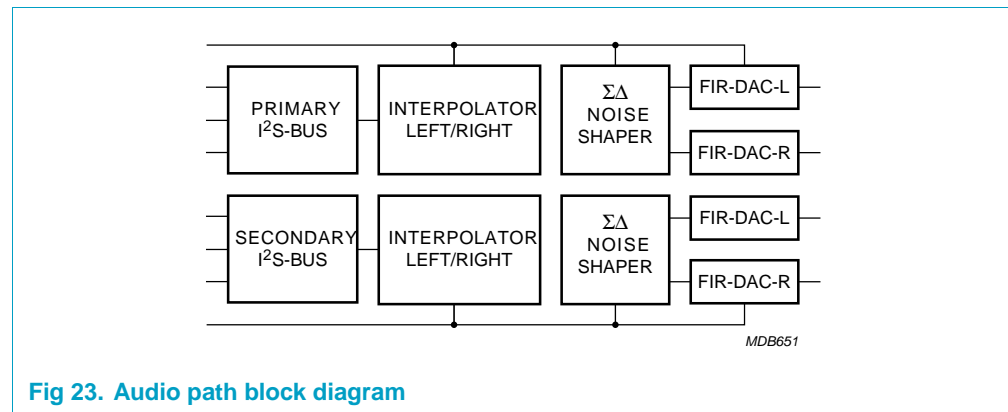 PRIMARY
I²S-BUS
INTERPOLATOR
LEFT/RIGHT
ΣΔ
NOISE
SHAPER
FIR-DAC-L
FIR-DAC-R
SECONDARY
I²S-BUS
INTERPOLATOR
LEFT/RIGHT
ΣΔ
NOISE
SHAPER
FIR-DAC-L
FIR-DAC-R
MDB651
Fig 23. Audio path block diagram